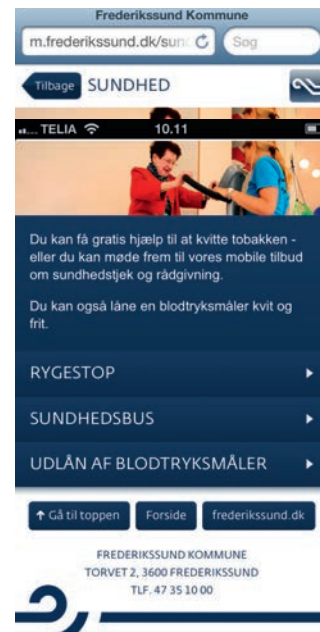 Frederikssund Kommune
m.frederikssund.dk/sun
Søg
Tilbage
SUNDHED
... TELIA
10.11
Du kan få gratis hjælp til at kvitte tobakken -
eller du kan møde frem til vores mobile tilbud
om sundhedstjek og rådgivning.
Du kan også låne en blodtryksmåler kvit og
frit.
RYGESTOP
SUNDHEDSBUS
UDLÅN AF BLODTRYKSMÅLER
↑ Gå til toppen
Forside
frederikssund.dk
FREDERIKSSUND KOMMUNE
TORVET 2, 3600 FREDERIKSSUND
TLF. 47 35 10 00